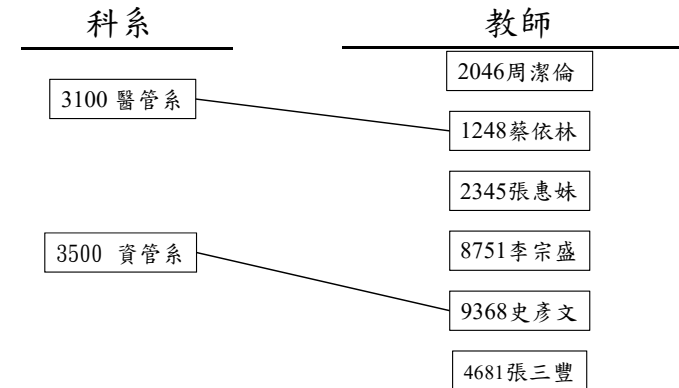 科系
教師
2046周潔倫
3100 醫管系
1248蔡依林
2345張惠妹
3500 資管系
8751李宗盛
9368史彥文
4681張三豐